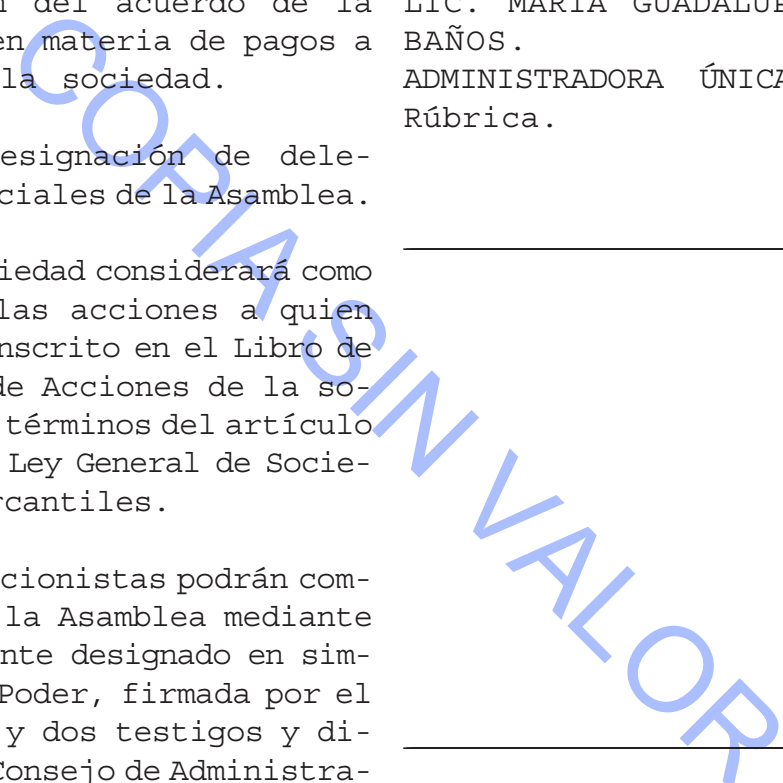 del acuerdo de la
en materia de pagos a
la sociedad.
esignación de dele-
ciales de la Asamblea.
iedad considerará como
las acciones a quien
nscrito en el Libro de
de Acciones de la so-
términos del artículo
Ley General de Socie-
rcantiles.
cionistas podrán com-
la Asamblea mediante
nte designado en sim-
Poder, firmada por el
y dos testigos y di-
Consejo de Administra-
LIC. MARÍA GUADALUP
BAÑOS.
ADMINISTRADORA ÚNICA
Rúbrica.
COPIA SIN VALOR